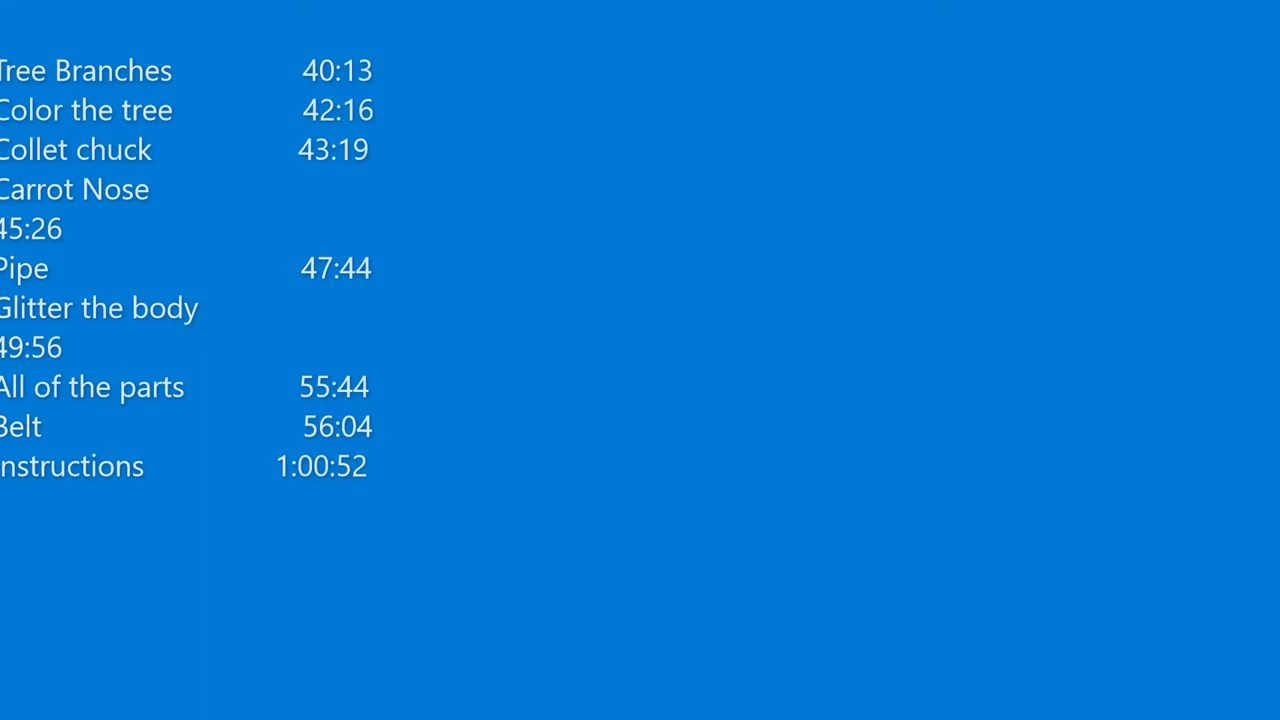 Tree Branches 40:13
Color the tree 42:16
Collet chuck 43:19
Carrot Nose
45:26
Pipe 47:44
Glitter the body
49:56
All of the parts 55:44
Belt 56:04
Instructions 1:00:52